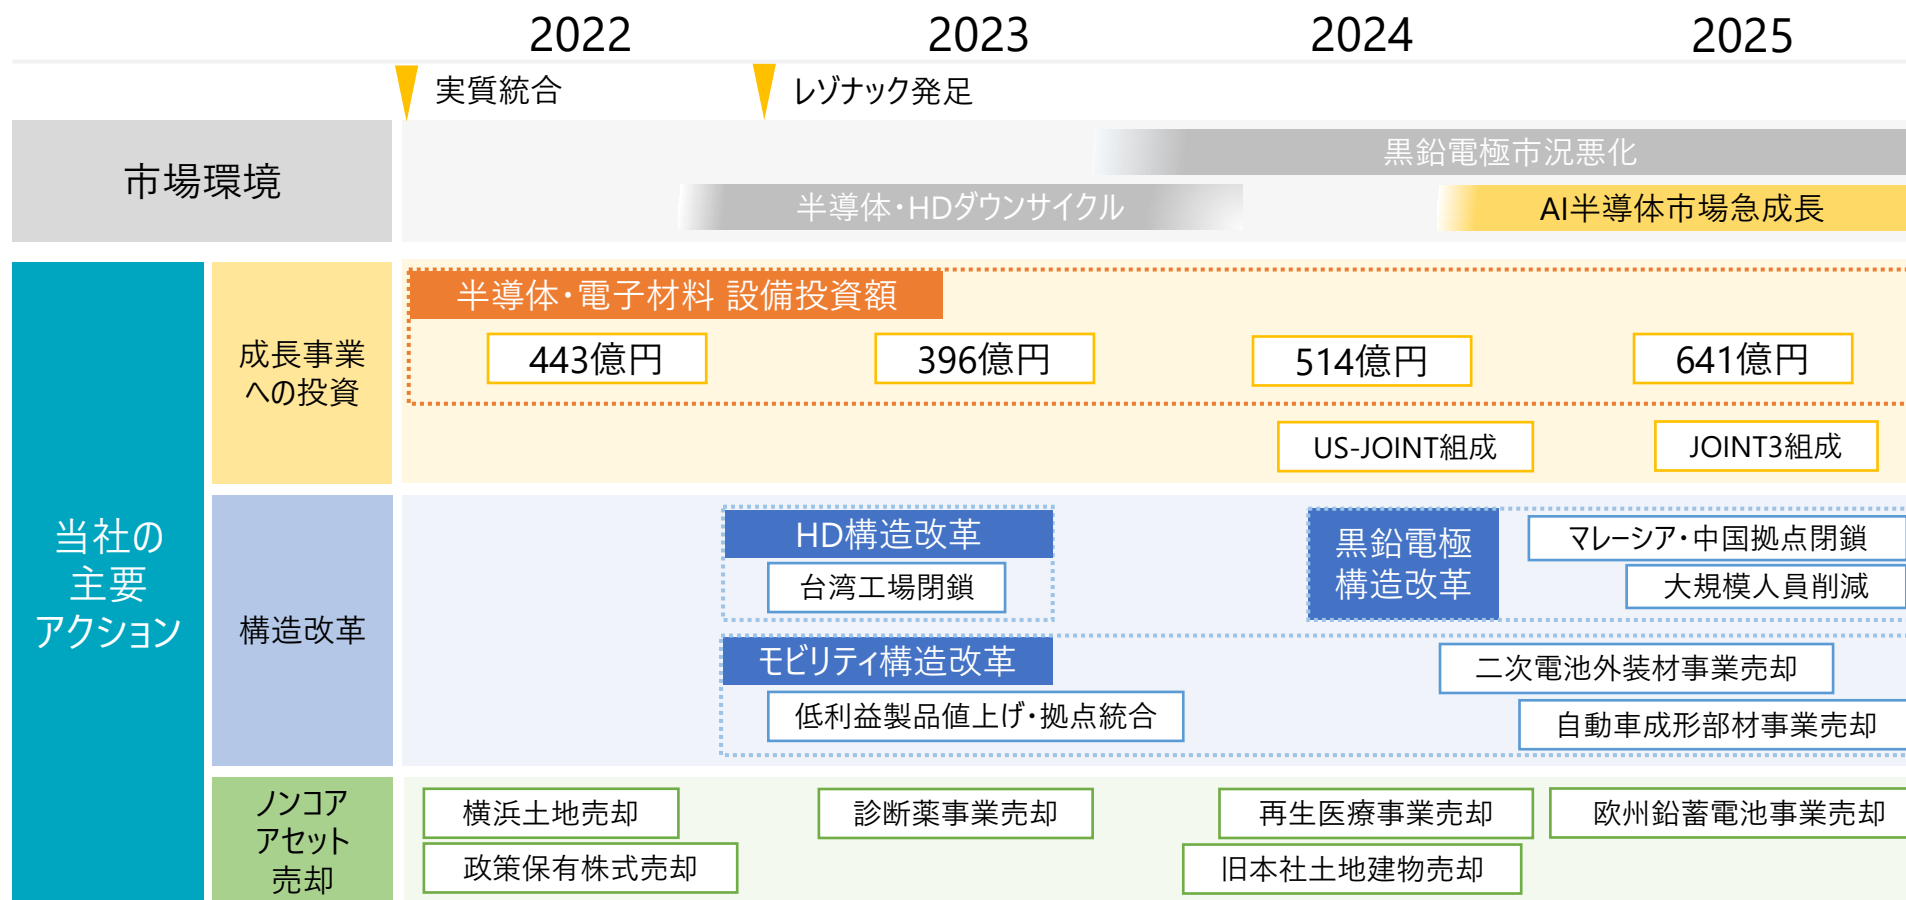 2022
2023
2024
2025
実質統合
レゾナック発足
市場環境
黒鉛電極市況悪化
半導体・HDダウンサイクル
AI半導体市場急成長
当社の
主要
アクション
成長事業
への投資
半導体・電子材料 設備投資額
443億円
396億円
514億円
641億円
US-JOINT組成
JOINT3組成
構造改革
HD構造改革
台湾工場閉鎖
黒鉛電極
構造改革
マレーシア・中国拠点閉鎖
大規模人員削減
モビリティ構造改革
低利益製品値上げ・拠点統合
二次電池外装材事業売却
自動車成形部材事業売却
ノンコア
アセット
売却
横浜土地売却
政策保有株式売却
診断薬事業売却
再生医療事業売却
旧本社土地建物売却
欧州鉛蓄電池事業売却